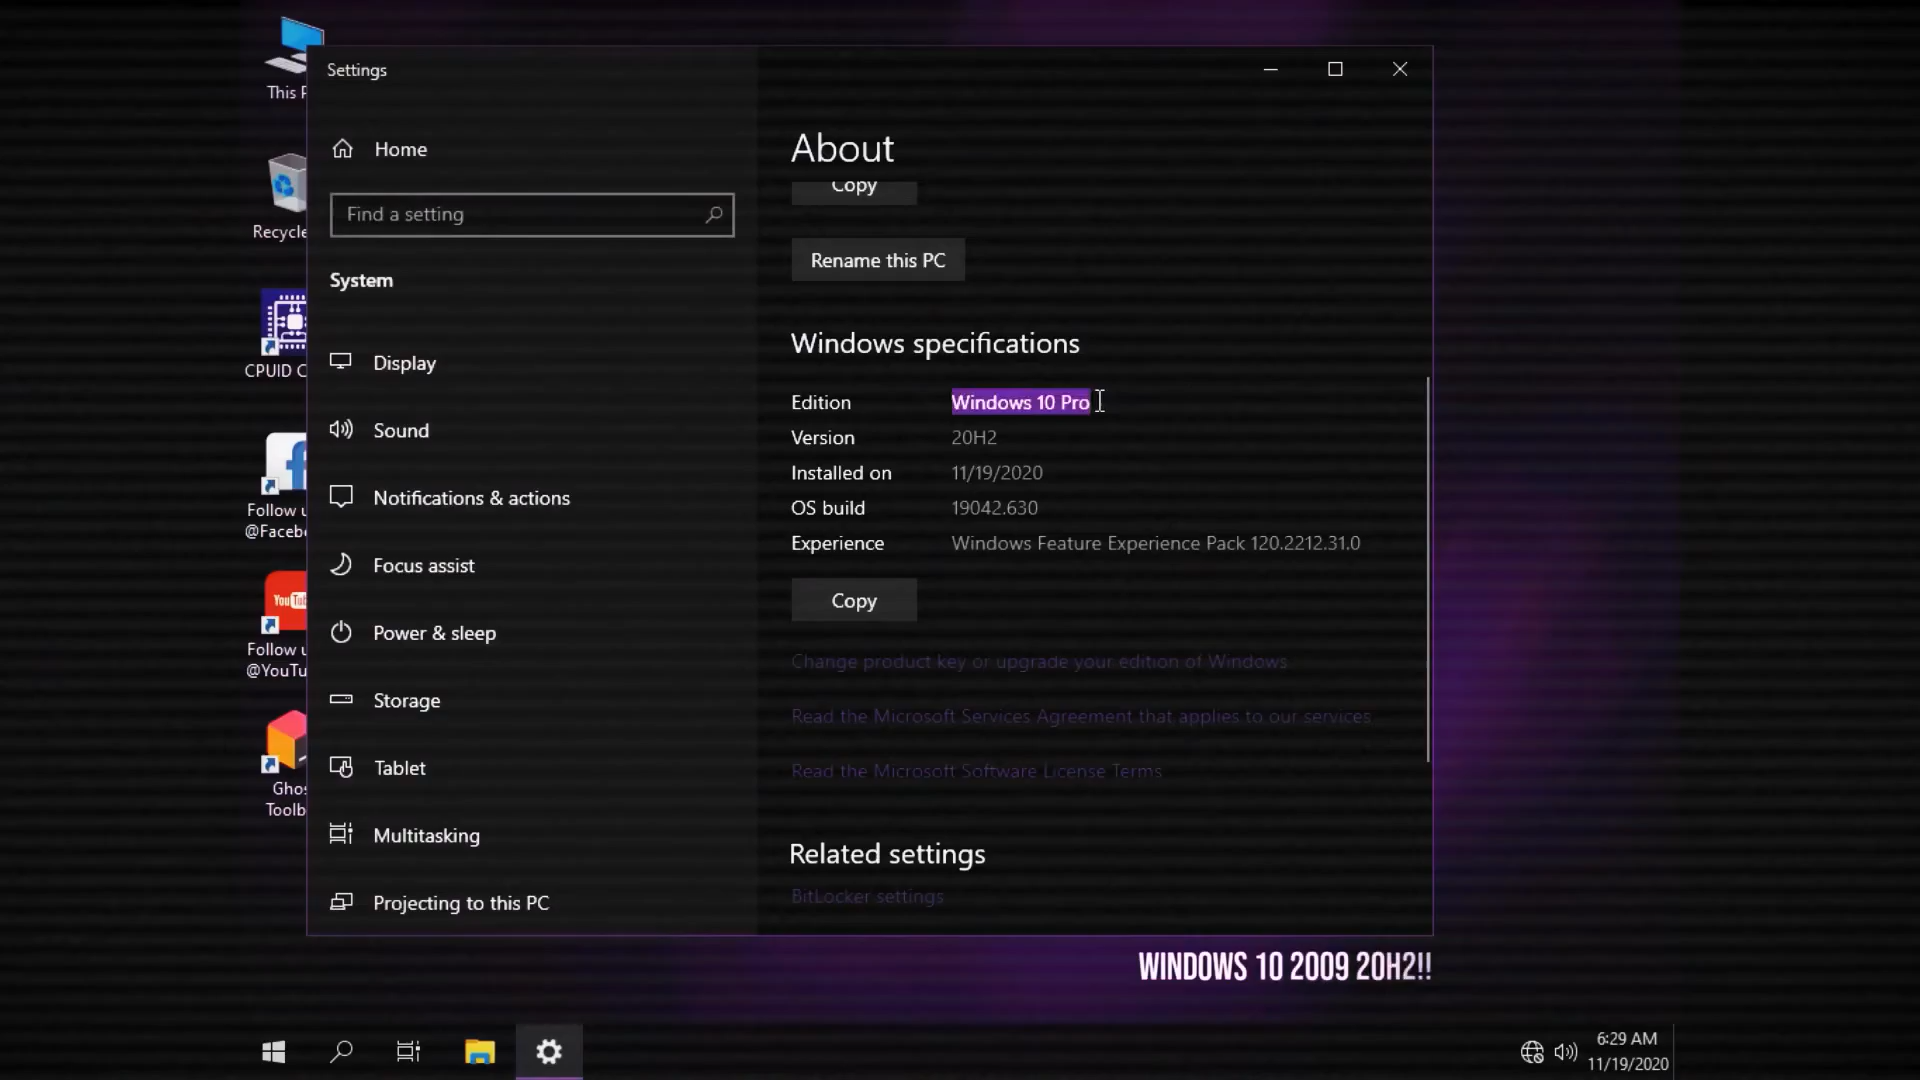 This P
Recycle
CPUID C
Follow u
@Facebo
YouTub
Follow u
@YouTu
Ghos
Toolb
Settings
Home
Find a setting
System
Display
Sound
Notifications & actions
Focus assist
Power & sleep
Storage
Tablet
Multitasking
Projecting to this PC
About
Copy
Rename this PC
Windows specifications
Edition Windows 10 Pro
Version 20H2
Installed on 11/19/2020
OS build 19042.630
Experience Windows Feature Experience Pack 120.2212.31.0
Copy
Change product key or upgrade your edition of Windows
Read the Microsoft Services Agreement that applies to our services
Read the Microsoft Software License Terms
Related settings
BitLocker settings
WINDOWS 10 2009 20H2!!
6:29 AM
11/19/2020